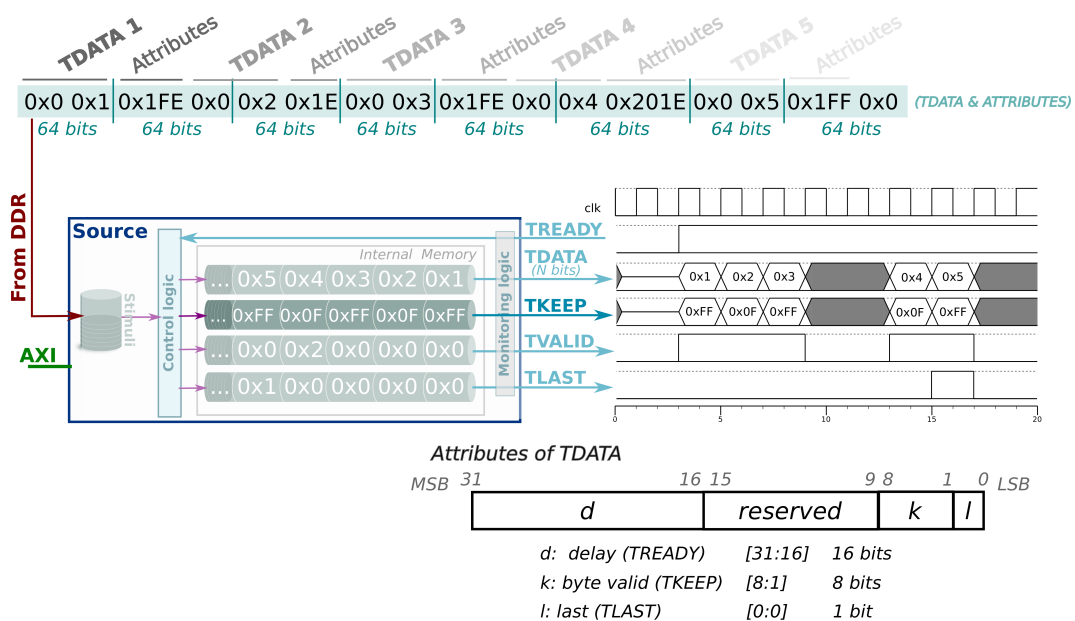 TDATA 1 Attributes TDATA 2 Attributes TDATA 3 Attributes TDATA 4 Attributes TDATA 5 Attributes
0x0 0x1 0x1FE 0x0 0x2 0x1E 0x0 0x3 0x1FE 0x0 0x4 0x201E 0x0 0x5 0x1FF 0x0 (TDATA & ATTRIBUTES)
64 bits 64 bits 64 bits 64 bits 64 bits 64 bits 64 bits 64 bits
From DDR
AXI
Source
Stimuli
Control logic
Internal Memory
... 0x5 0x4 0x3 0x2 0x1
... 0xFF 0x0F 0xFF 0x0F 0xFF
... 0x0 0x2 0x0 0x0 0x0
... 0x1 0x0 0x0 0x0 0x0
Monitoring logic
TREADY
TDATA
(N bits)
TKEEP
TVALID
TLAST
clk
0x1 0x2 0x3 0x4 0x5
0xFF 0x0F 0xFF 0x0F 0xFF
0 5 10 15 20
Attributes of TDATA
MSB 31 16 15 9 8 1 0 LSB
d reserved k l
d: delay (TREADY) [31:16] 16 bits
k: byte valid (TKEEP) [8:1] 8 bits
l: last (TLAST) [0:0] 1 bit